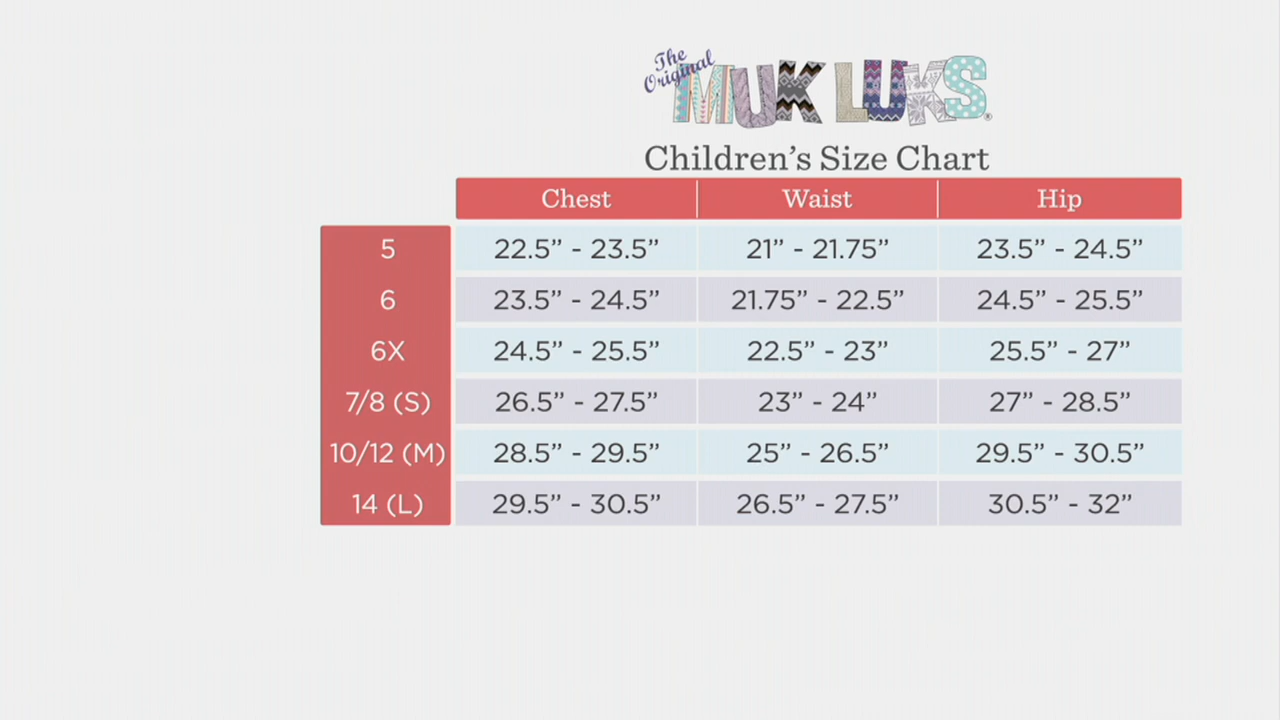 The Original MUK LUKS®
Children’s Size Chart
Chest Waist Hip
5 22.5” - 23.5” 21” - 21.75” 23.5” - 24.5”
6 23.5” - 24.5” 21.75” - 22.5” 24.5” - 25.5”
6X 24.5” - 25.5” 22.5” - 23” 25.5” - 27”
7/8 (S) 26.5” - 27.5” 23” - 24” 27” - 28.5”
10/12 (M) 28.5” - 29.5” 25” - 26.5” 29.5” - 30.5”
14 (L) 29.5” - 30.5” 26.5” - 27.5” 30.5” - 32”